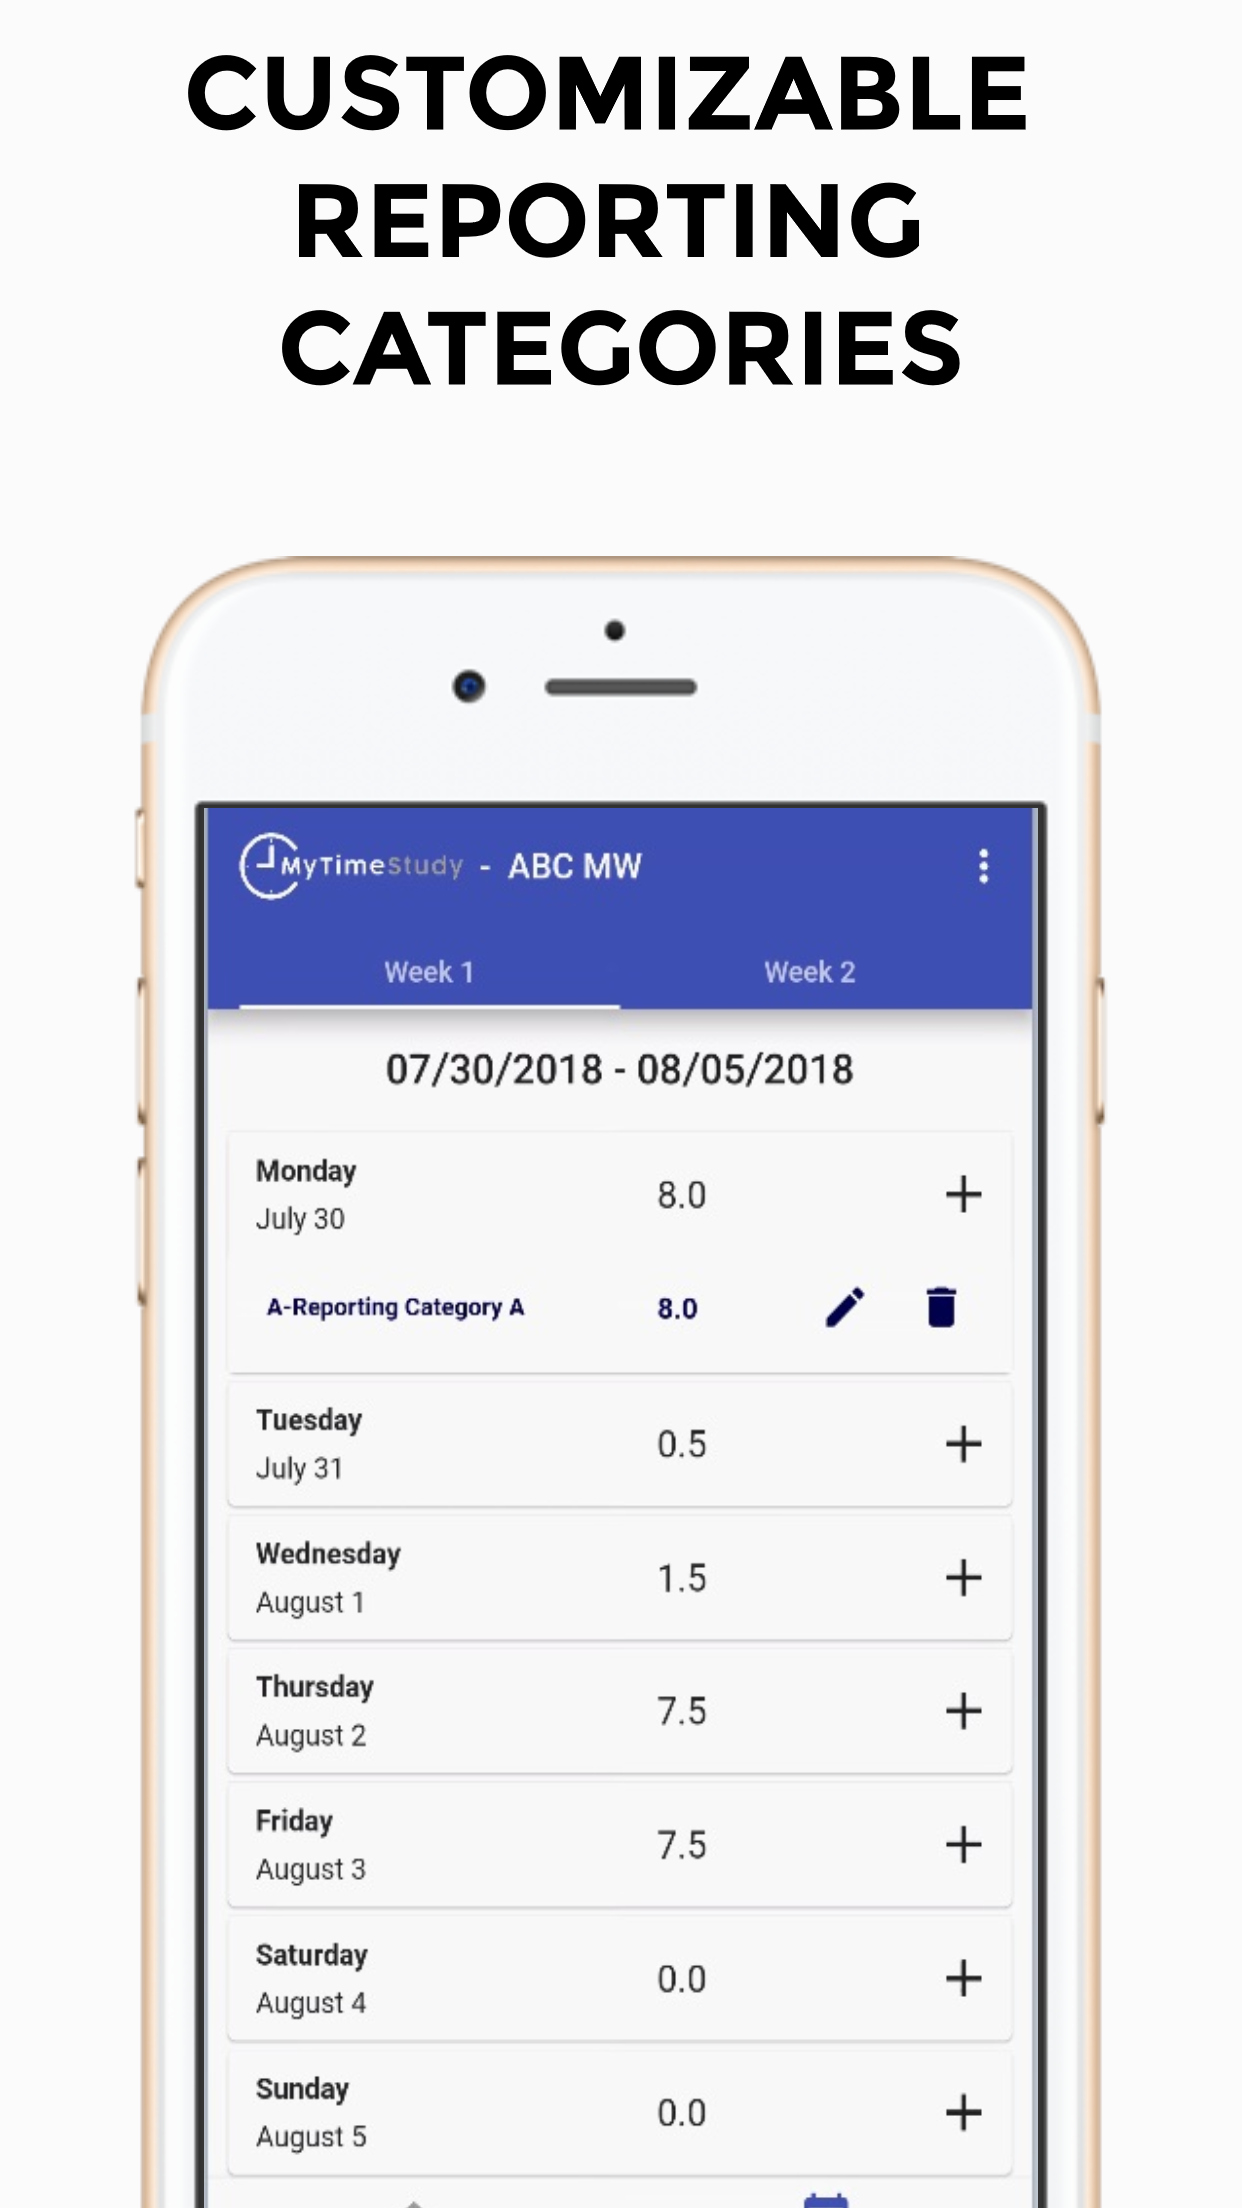 CUSTOMIZABLE
REPORTING
CATEGORIES
MyTimeStudy - ABC MW
Week 1 Week 2
07/30/2018 - 08/05/2018
Monday
8.0
July 30
A-Reporting Category A 8.0
Tuesday
0.5
July 31
Wednesday
1.5
August 1
Thursday
7.5
August 2
Friday
7.5
August 3
Saturday
0.0
August 4
Sunday
0.0
August 5